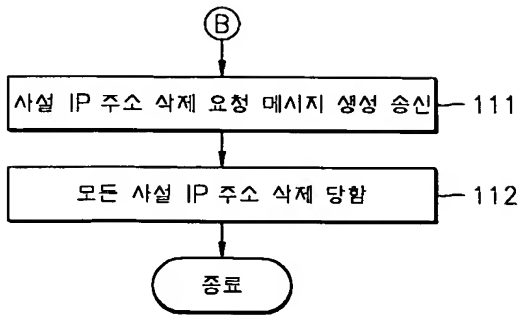 B
사설 IP 주소 삭제 요청 메시지 생성 송신 111
모든 사설 IP 주소 삭제 당함 112
종료